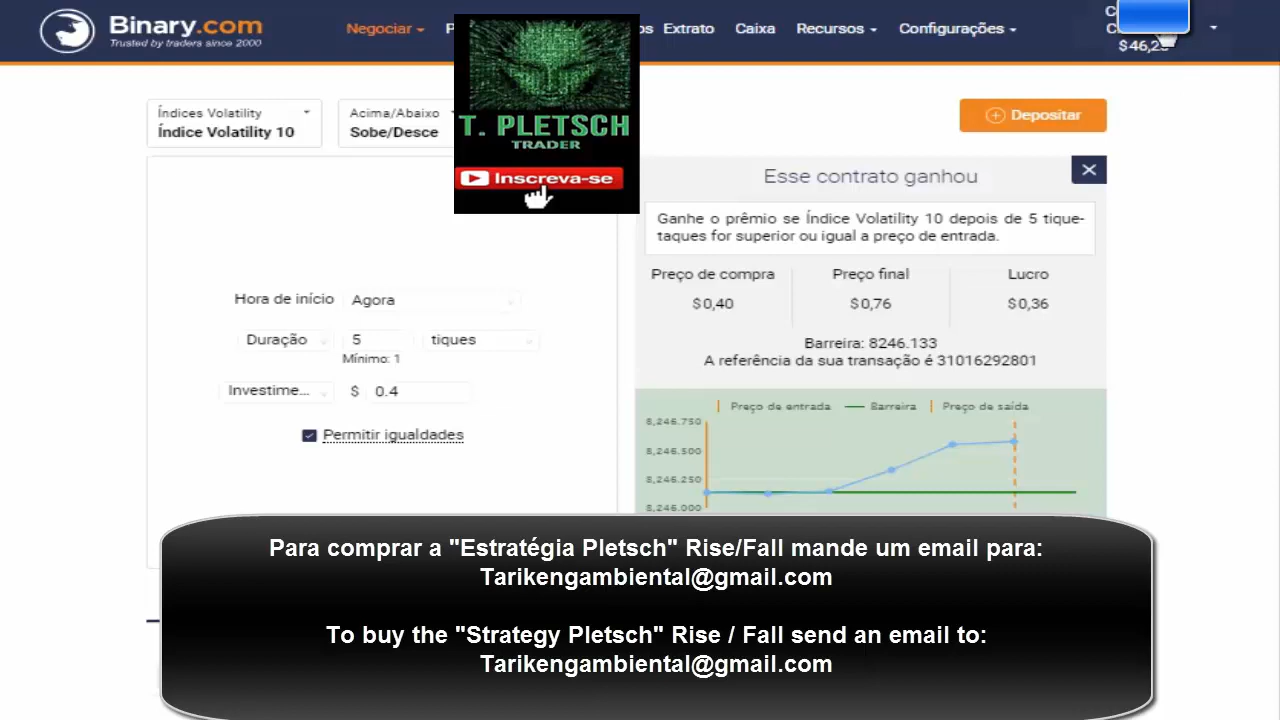 Binary.com
Trusted by traders since 2000
Negociar
Extrato
Caixa
Recursos
Configurações
Índices Volatility
Índice Volatility 10
Acima/Abaixo
Sobe/Desce
T. PLETSCH
TRADER
Inscreva-se
Depositar
Esse contrato ganhou
Ganhe o prêmio se Índice Volatility 10 depois de 5 tique-
taques for superior ou igual a preço de entrada.
Preço de compra
Preço final
Lucro
$0,40
$0,76
$0,36
Barreira: 8246.133
A referência da sua transação é 31016292801
Hora de início
Agora
Duração
5
tiques
Mínimo: 1
Investime...
$ 0.4
Permitir igualdades
Preço de entrada
Barreira
Preço de saída
8,246.750
8,246.500
8,246.250
8,246.000
Para comprar a "Estratégia Pletsch" Rise/Fall mande um email para:
Tarikengambiental@gmail.com
To buy the "Strategy Pletsch" Rise / Fall send an email to:
Tarikengambiental@gmail.com